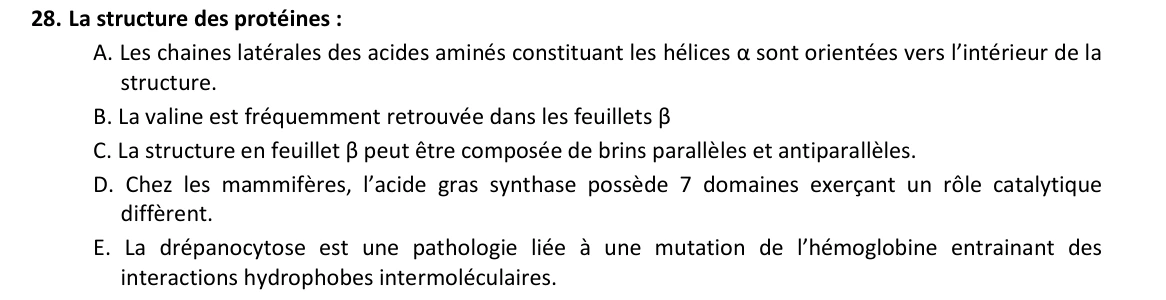 28. La structure des protéines :
A. Les chaines latérales des acides aminés constituant les hélices α sont orientées vers l’intérieur de la
structure.
B. La valine est fréquemment retrouvée dans les feuillets β
C. La structure en feuillet β peut être composée de brins parallèles et antiparallèles.
D. Chez les mammifères, l’acide gras synthase possède 7 domaines exerçant un rôle catalytique
diffèrent.
E. La drépanocytose est une pathologie liée à une mutation de l’hémoglobine entrainant des
interactions hydrophobes intermoléculaires.